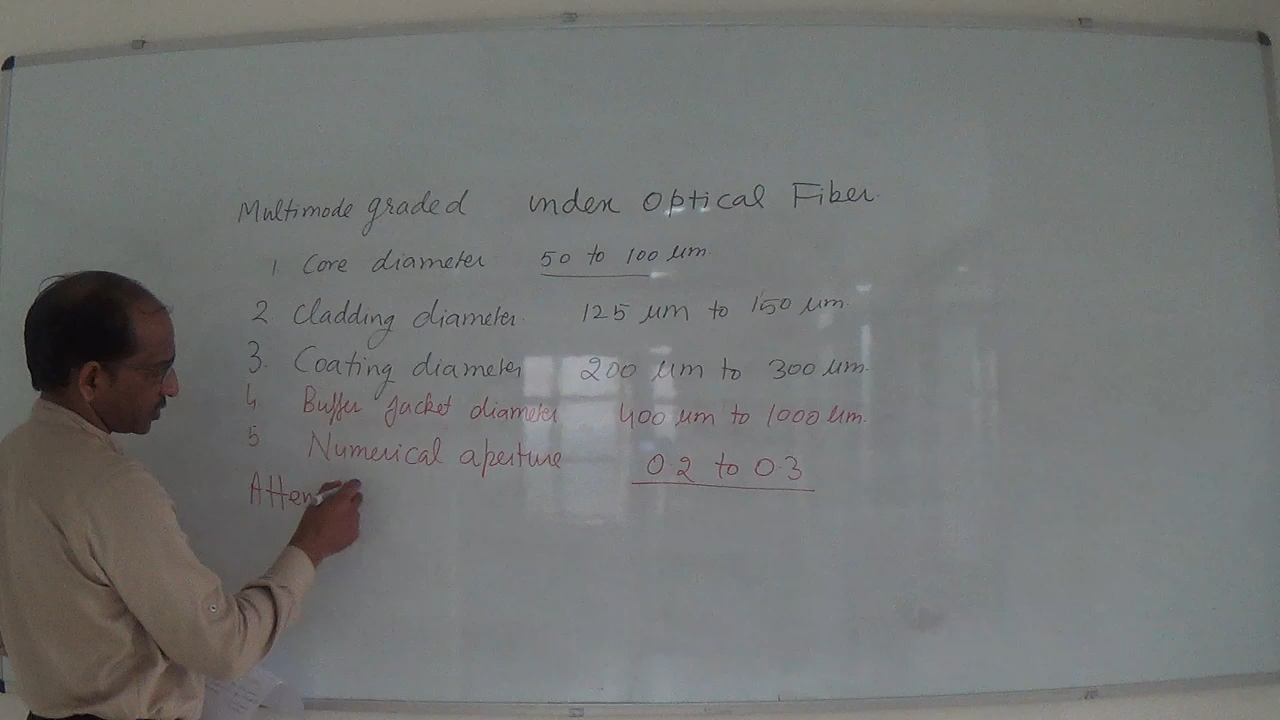 Multimode graded index Optical Fiber.
1 Core diameter 50 to 100 μm.
2 Cladding diameter. 125 μm to 150 μm.
3. Coating diameter 200 μm to 300 μm.
4 Buffer Jacket diameter 400 μm to 1000 μm.
5 Numerical aperture 0.2 to 0.3
Atten